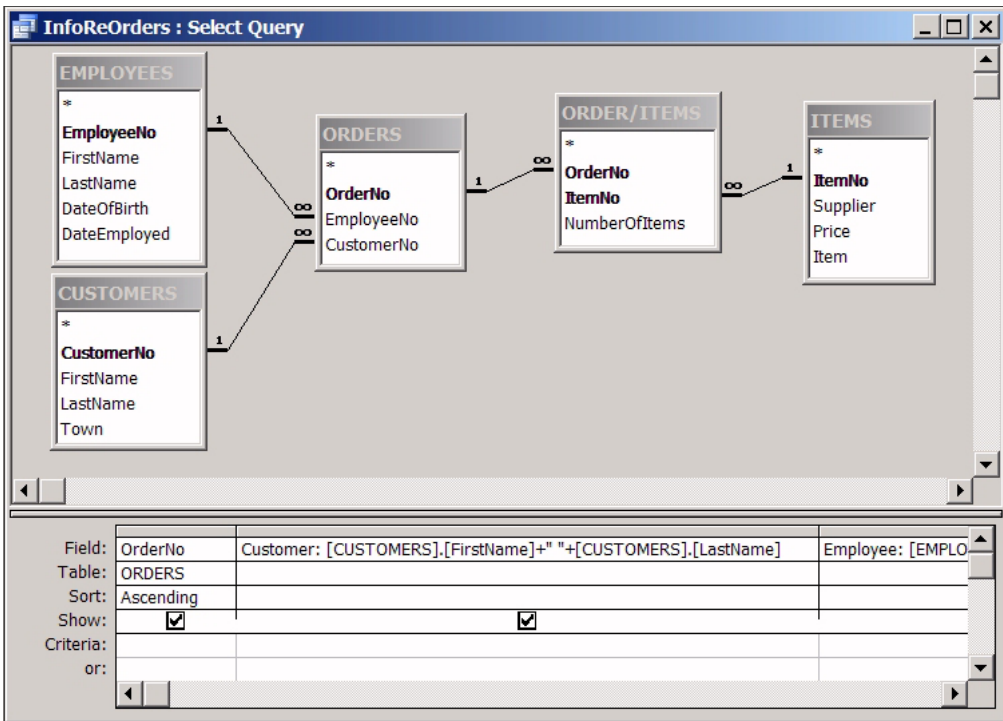 InfoReOrders : Select Query
EMPLOYEES
*
EmployeeNo
FirstName
LastName
DateOfBirth
DateEmployed
CUSTOMERS
*
CustomerNo
FirstName
LastName
Town
1
1
∞
∞
ORDERS
*
OrderNo
EmployeeNo
CustomerNo
1
∞
ORDER/ITEMS
*
OrderNo
ItemNo
NumberOfItems
∞
1
ITEMS
*
ItemNo
Supplier
Price
Item
Field: OrderNo Customer: [CUSTOMERS].[FirstName]+" "+[CUSTOMERS].[LastName] Employee: [EMPLO
Table: ORDERS
Sort: Ascending
Show:
Criteria:
or: